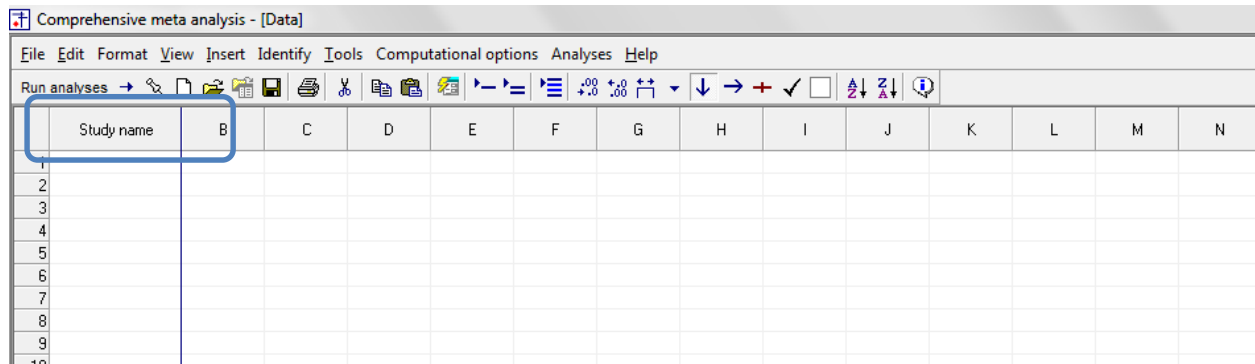 Comprehensive meta analysis - [Data]
File Edit Format View Insert Identify Tools Computational options Analyses Help
Run analyses
Study name B C D E F G H I J K L M N
1
2
3
4
5
6
7
8
9
10